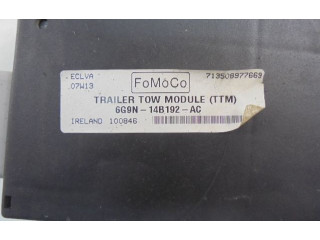 ECLVA FoMoCo 713508977669
07W13
TRAILER TOW MODULE (TTM)
6G9N-14B192-AC
IRELAND 100846